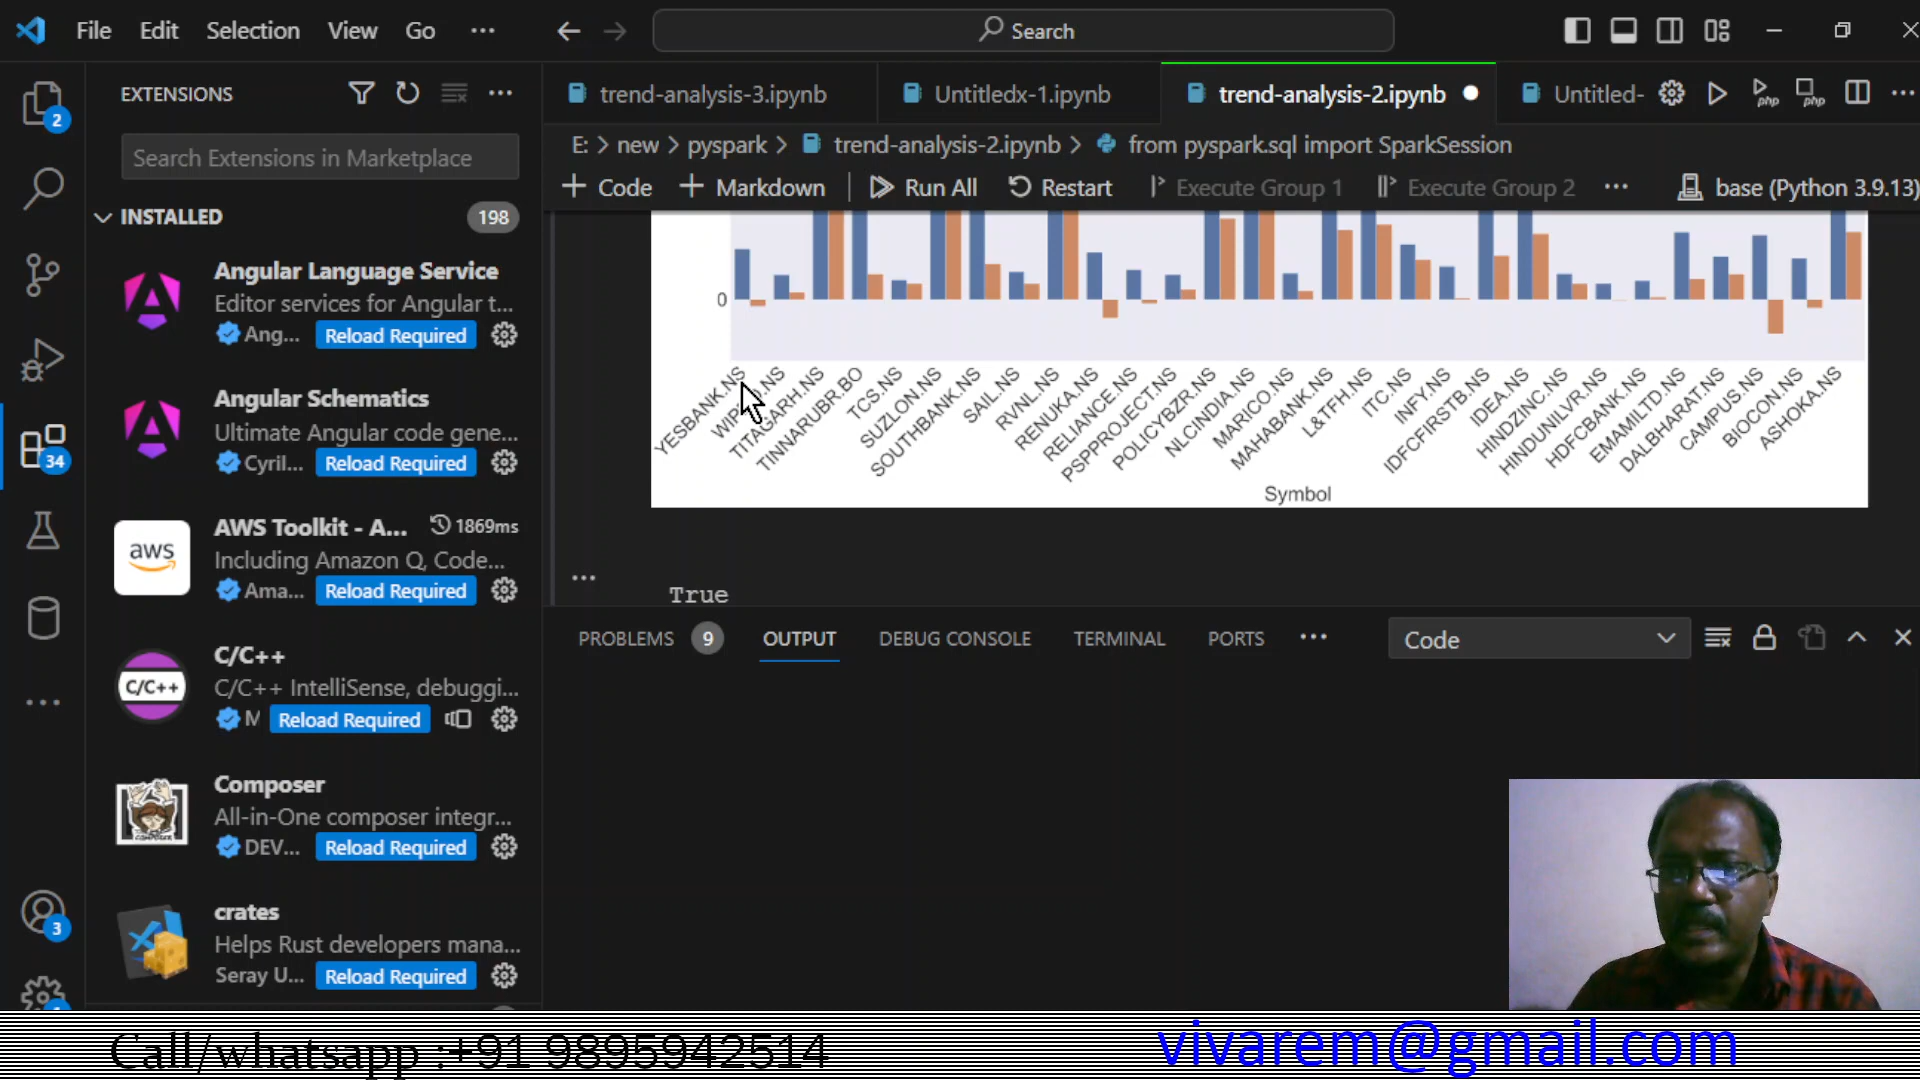 File Edit Selection View Go ··· Search
EXTENSIONS
trend-analysis-3.ipynb Untitledx-1.ipynb trend-analysis-2.ipynb Untitled-
E: > new > pyspark > trend-analysis-2.ipynb > from pyspark.sql import SparkSession
+ Code + Markdown Run All Restart Execute Group 1 Execute Group 2 ··· base (Python 3.9.13)
Search Extensions in Marketplace
INSTALLED 198
2
34
3
Angular Language Service
Editor services for Angular t...
Ang... Reload Required
Angular Schematics
Ultimate Angular code gene...
Cyril... Reload Required
aws
AWS Toolkit - A... 1869ms
Including Amazon Q, Code...
Ama... Reload Required
C/C++
C/C++
C/C++ IntelliSense, debuggi...
M Reload Required
Composer
All-in-One composer integr...
DEV... Reload Required
crates
Helps Rust developers mana...
Seray U... Reload Required
0
YESBANK.NS
TITAGARH.NS
TINNARUBR.BO
TCS.NS
SUZLON.NS
SOUTHBANK.NS
SAIL.NS
RVNL.NS
RENUKA.NS
RELIANCE.NS
PSPPROJECT.NS
POLICYBZR.NS
NLCINDIA.NS
MARICO.NS
MAHABANK.NS
L&TFH.NS
ITC.NS
INFY.NS
IDFCFIRSTB.NS
IDEA.NS
HINDZINC.NS
HINDUNILVR.NS
HDFCBANK.NS
EMAMILTD.NS
DALBHARAT.NS
CAMPUS.NS
BIOCON.NS
ASHOKA.NS
Symbol
True
PROBLEMS 9 OUTPUT DEBUG CONSOLE TERMINAL PORTS ··· Code
Call/whatsapp :+91 9895942514
vivarem@gmail.com